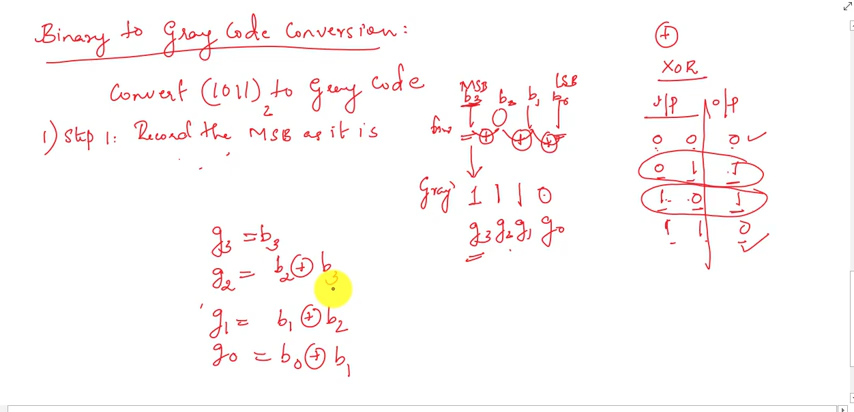 Binary to Gray Code Conversion:
Convert (1011)₂ to Gray Code
1) Step 1: Record the MSB as it is
g₃ = b₃
g₂ = b₂ ⊕ b₃
g₁ = b₁ ⊕ b₂
g₀ = b₀ ⊕ b₁
MSB LSB
b₃ b₂ b₁ b₀
0
⊕ ⊕ ⊕
Gray 1 1 1 0
g₃ g₂ g₁ g₀
⊕
XOR
I/P O/P
0 0 0 ✓
0 1 1
1 0 1
1 1 0 ✓